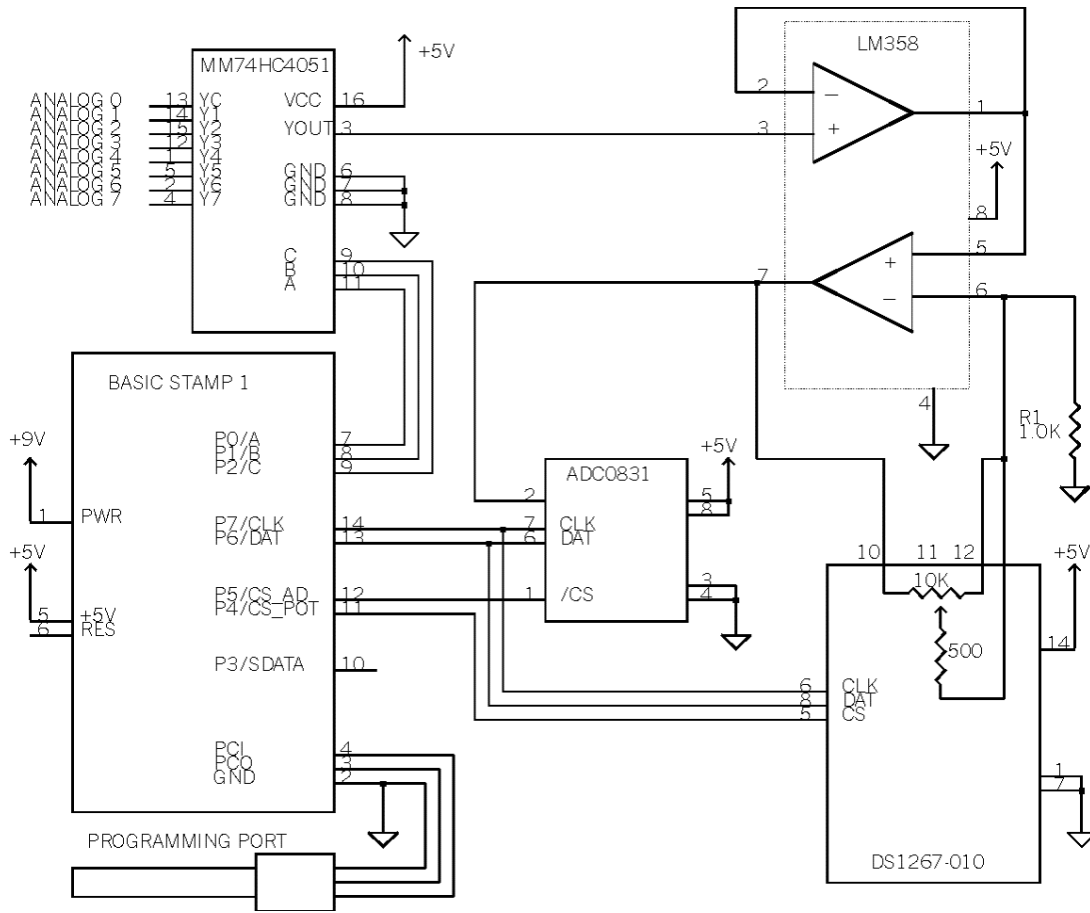 MM74HC4051
+5V
ANALOG 0 13 YC VCC 16
ANALOG 1 14 Y1
ANALOG 2 15 Y2 YOUT 3
ANALOG 3 12 Y3
ANALOG 4 1 Y4
ANALOG 5 5 Y5 GND 6
ANALOG 6 2 Y6 GND 7
ANALOG 7 4 Y7 GND 8
C 9
B 10
A 11
LM358
2 −
3 +
1
+5V
8
5 +
6 −
7
4
R1
1.0K
BASIC STAMP 1
+9V
1 PWR
+5V
5 +5V
6 RES
P0/A 7
P1/B 8
P2/C 9
P7/CLK 14
P6/DAT 13
P5/CS_AD 12
P4/CS_POT 11
P3/SDATA 10
PCI 4
PCO 3
GND 2
ADC0831
+5V
2
7 CLK
6 DAT
1 /CS
5
8
3
4
10 11 12
+5V
10K
500
14
6 CLK
8 DAT
5 CS
1
7
DS1267-010
PROGRAMMING PORT